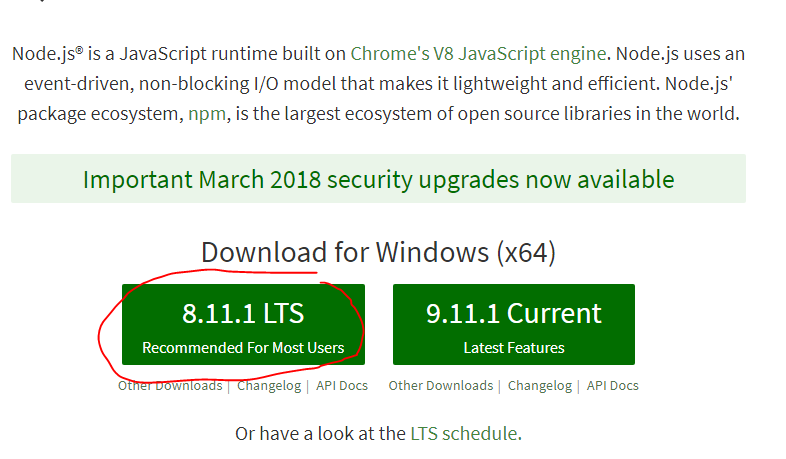 Node.js® is a JavaScript runtime built on Chrome's V8 JavaScript engine. Node.js uses an
event-driven, non-blocking I/O model that makes it lightweight and efficient. Node.js'
package ecosystem, npm, is the largest ecosystem of open source libraries in the world.
Important March 2018 security upgrades now available
Download for Windows (x64)
8.11.1 LTS
Recommended For Most Users
9.11.1 Current
Latest Features
Other Downloads | Changelog | API Docs
Other Downloads | Changelog | API Docs
Or have a look at the LTS schedule.